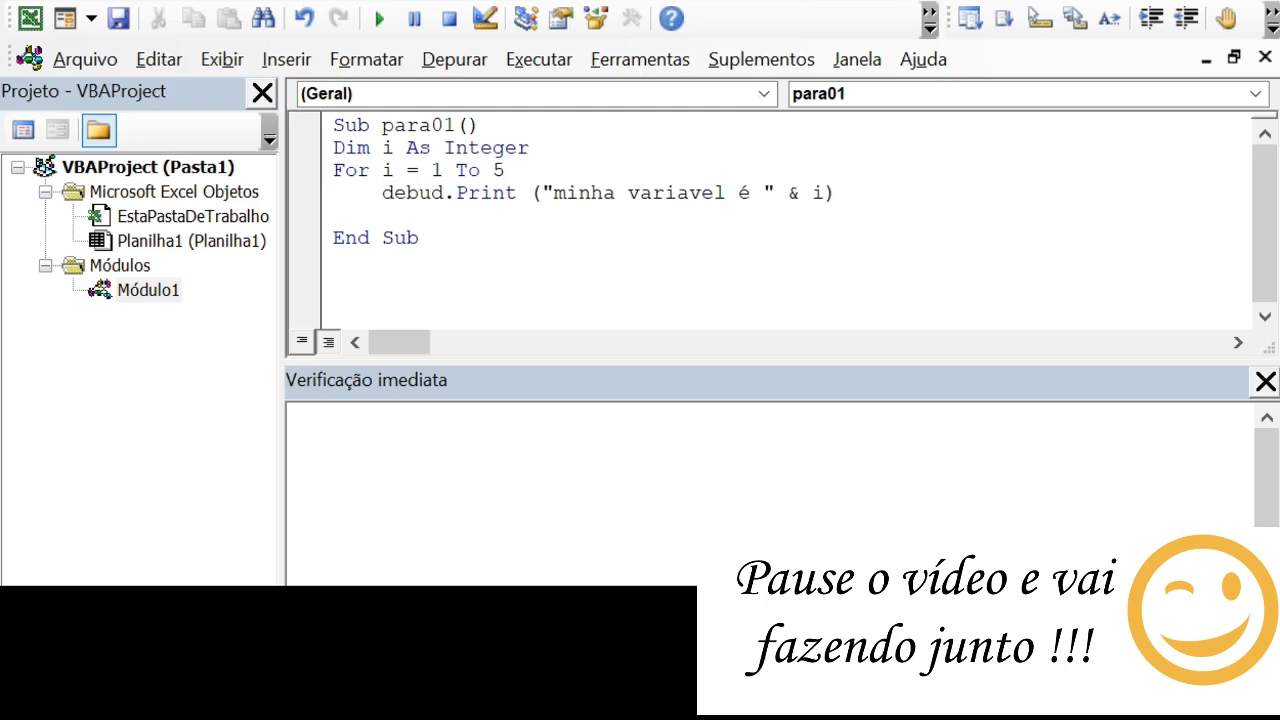 Arquivo Editar Exibir Inserir Formatar Depurar Executar Ferramentas Suplementos Janela Ajuda
Projeto - VBAProject
(Geral)
para01
VBAProject (Pasta1)
Microsoft Excel Objetos
EstaPastaDeTrabalho
Planilha1 (Planilha1)
Módulos
Módulo1
Sub para01()
Dim i As Integer
For i = 1 To 5
debud.Print ("minha variavel é " & i)
End Sub
Verificação imediata
Pause o vídeo e vai
fazendo junto !!!